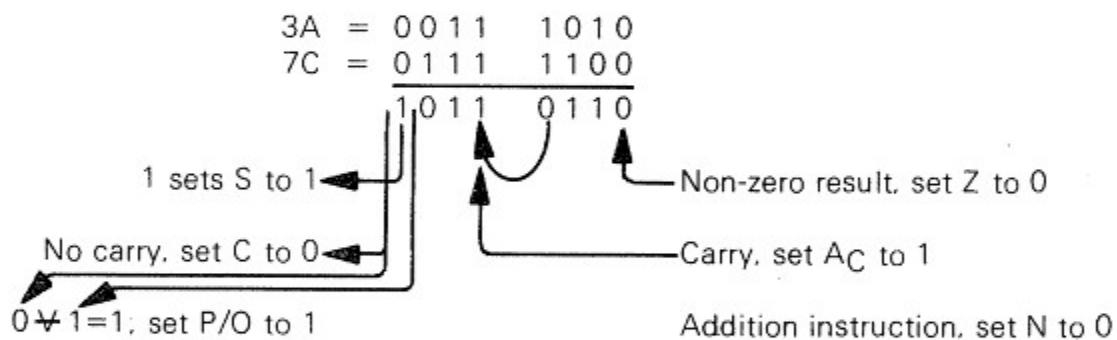 3A = 0011 1010
7C = 0111 1100
1011 0110
1 sets S to 1
Non-zero result, set Z to 0
No carry, set C to 0
Carry, set AC to 1
0 ⊻ 1=1; set P/O to 1
Addition instruction, set N to 0